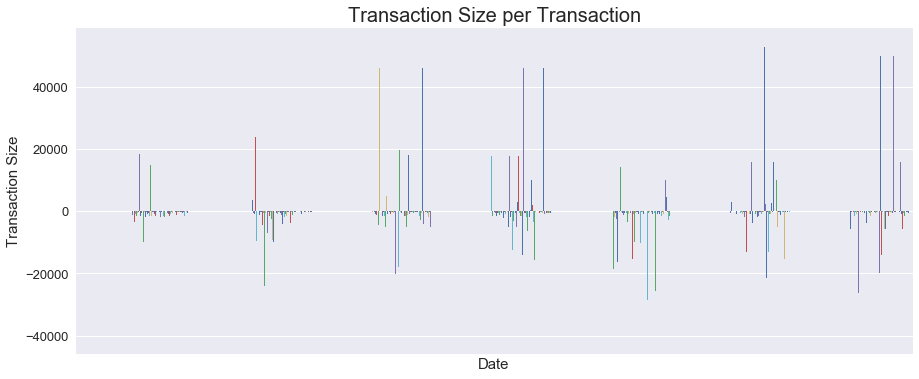 Transaction Size per Transaction
40000
20000
0
−20000
−40000
Transaction Size
Date